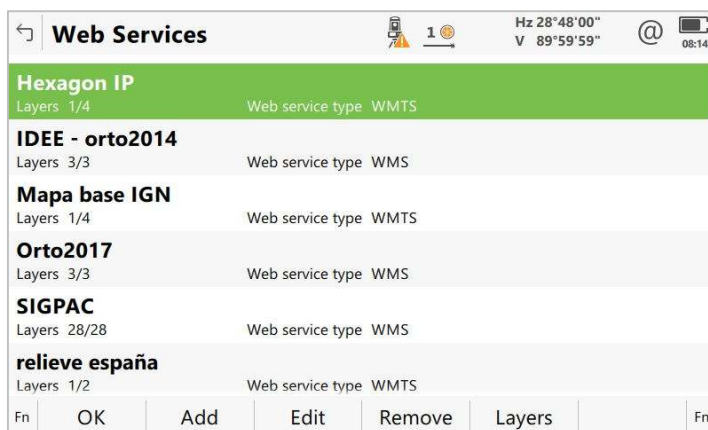 Web Services
1
Hz 28°48'00"
V 89°59'59"
@
08:14
Hexagon IP
Layers 1/4 Web service type WMTS
IDEE - orto2014
Layers 3/3 Web service type WMS
Mapa base IGN
Layers 1/4 Web service type WMTS
Orto2017
Layers 3/3 Web service type WMS
SIGPAC
Layers 28/28 Web service type WMS
relieve españa
Layers 1/2 Web service type WMTS
Fn OK Add Edit Remove Layers Fn